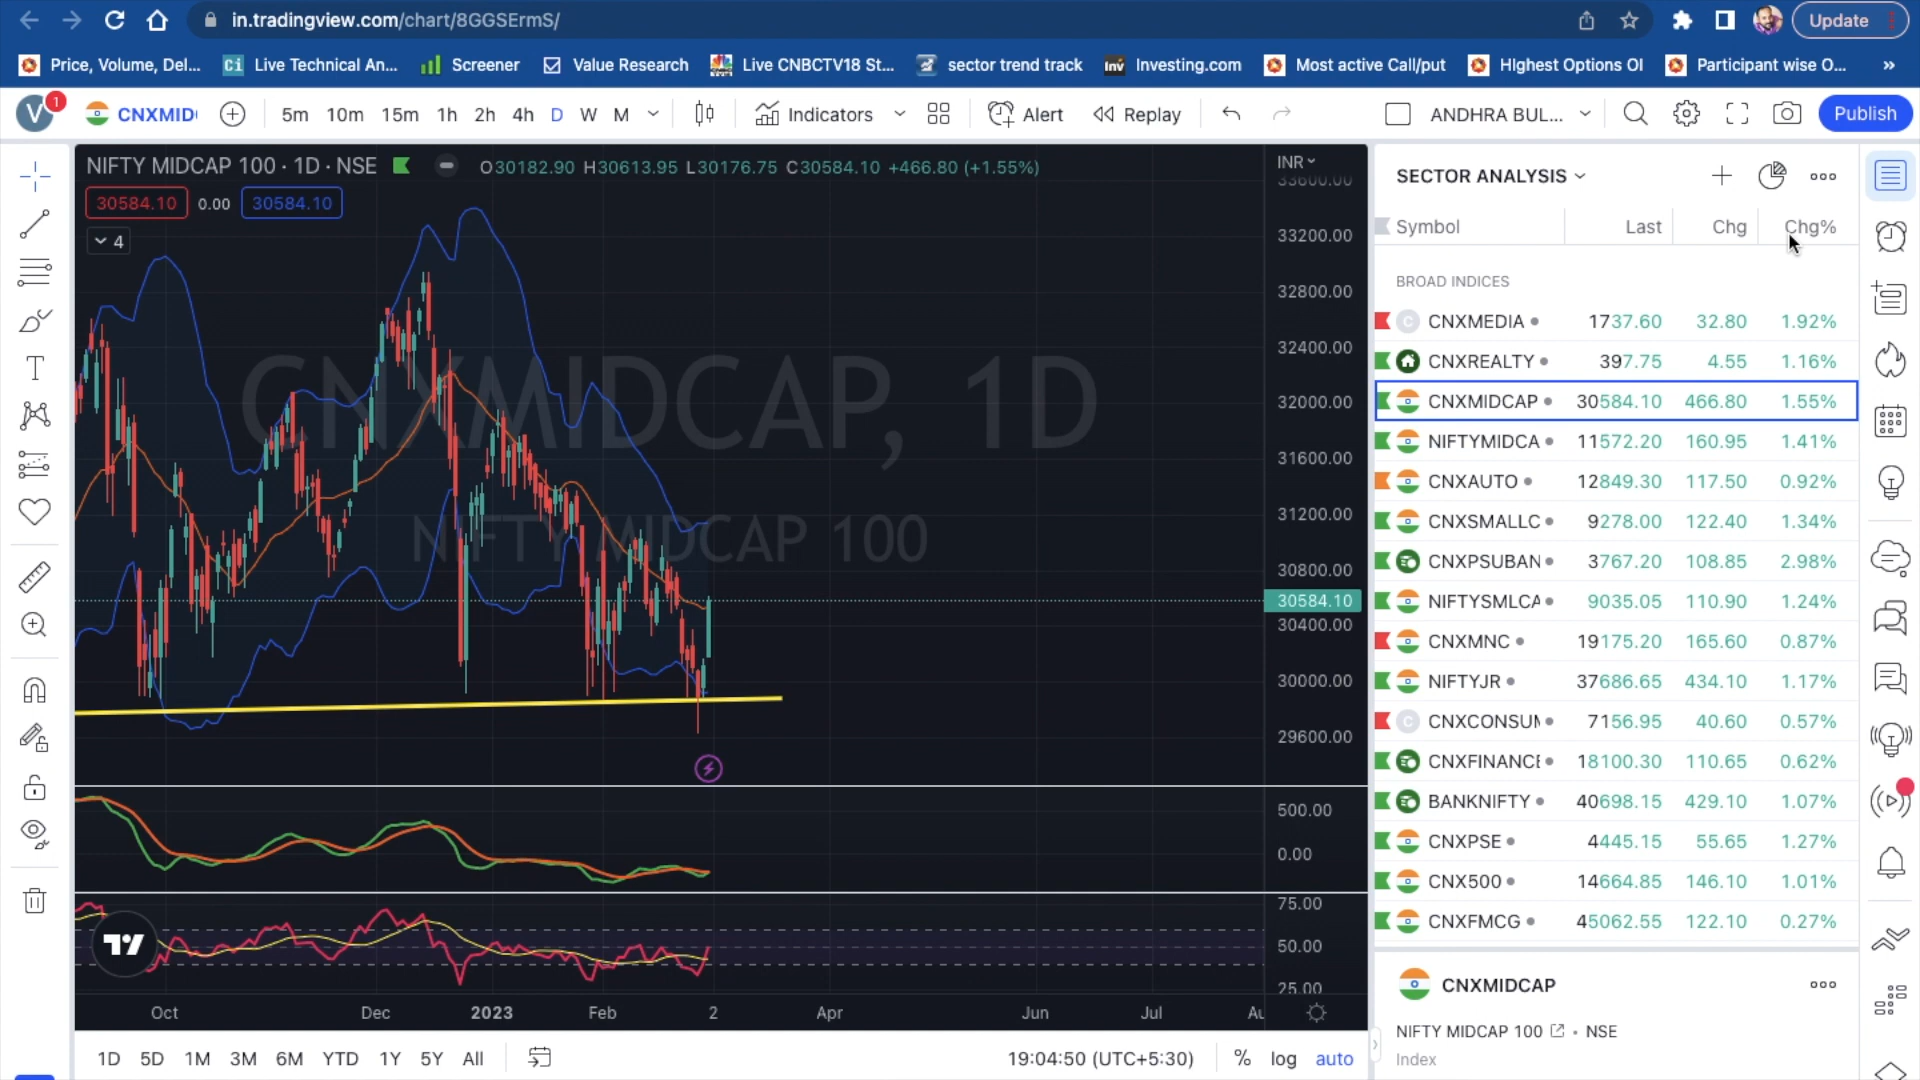 in.tradingview.com/chart/8GGSErmS/
Update
Price, Volume, Del...
Live Technical An...
Screener
Value Research
Live CNBCTV18 St...
sector trend track
Investing.com
Most active Call/put
HIghest Options OI
Participant wise O...
»
V
1
CNXMID
5m 10m 15m 1h 2h 4h D W M
Indicators
Alert
Replay
ANDHRA BUL...
Publish
NIFTY MIDCAP 100 · 1D · NSE
O30182.90 H30613.95 L30176.75 C30584.10 +466.80 (+1.55%)
30584.10 0.00 30584.10
4
CNXMIDCAP, 1D
NIFTY MIDCAP 100
INR
33600.00
33200.00
32800.00
32400.00
32000.00
31600.00
31200.00
30800.00
30584.10
30400.00
30000.00
29600.00
500.00
0.00
75.00
50.00
25.00
Oct Dec 2023 Feb 2 Apr Jun Jul Au
1D 5D 1M 3M 6M YTD 1Y 5Y All
19:04:50 (UTC+5:30) % log auto
SECTOR ANALYSIS
Symbol Last Chg Chg%
BROAD INDICES
CNXMEDIA 1737.60 32.80 1.92%
CNXREALTY 397.75 4.55 1.16%
CNXMIDCAP 30584.10 466.80 1.55%
NIFTYMIDCA 11572.20 160.95 1.41%
CNXAUTO 12849.30 117.50 0.92%
CNXSMALLC 9278.00 122.40 1.34%
CNXPSUBAN 3767.20 108.85 2.98%
NIFTYSMLCA 9035.05 110.90 1.24%
CNXMNC 19175.20 165.60 0.87%
NIFTYJR 37686.65 434.10 1.17%
CNXCONSUM 7156.95 40.60 0.57%
CNXFINANCE 18100.30 110.65 0.62%
BANKNIFTY 40698.15 429.10 1.07%
CNXPSE 4445.15 55.65 1.27%
CNX500 14664.85 146.10 1.01%
CNXFMCG 45062.55 122.10 0.27%
CNXMIDCAP
NIFTY MIDCAP 100 • NSE
Index